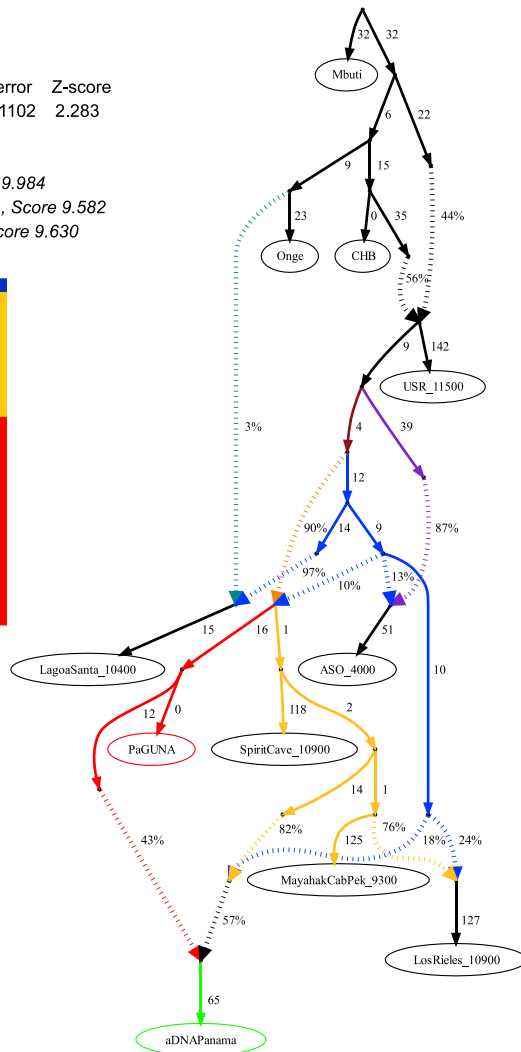 32 32
Mbuti
error Z-score
1102 2.283
6 22
9 15
9.984
, Score 9.582
core 9.630
23 0 35 44%
Onge CHB
56%
9 142
USR_11500
4 39
3%
12
90% 14 9 87%
97% 10% 13%
15 16 1 51
LagoaSanta_10400 ASO_4000
10
12 0 118 2
PaGUNA SpiritCave_10900
14 1
43% 82% 125 76% 18% 24%
MayahakCabPek_9300
57% 127
LosRieles_10900
65
aDNAPanama